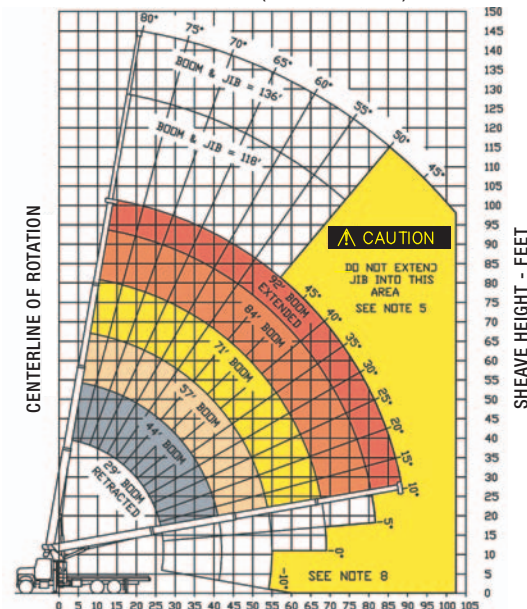 80°
75°
70°
65°
60°
55°
50°
45°
BOOM & JIB = 136'
BOOM & JIB = 118'
CAUTION
DO NOT EXTEND
JIB INTO THIS
AREA
SEE NOTE 5
92' BOOM
EXTENDED
84' BOOM
71' BOOM
57' BOOM
44' BOOM
29' BOOM
RETRACTED
45°
40°
35°
30°
25°
20°
15°
10°
5°
0°
-10°
SEE NOTE 8
CENTERLINE OF ROTATION
SHEAVE HEIGHT - FEET
150
145
140
135
130
125
120
115
110
105
100
95
90
85
80
75
70
65
60
55
50
45
40
35
30
25
20
15
10
5
0
0 5 10 15 20 25 30 35 40 45 50 55 60 65 70 75 80 85 90 95 100 105